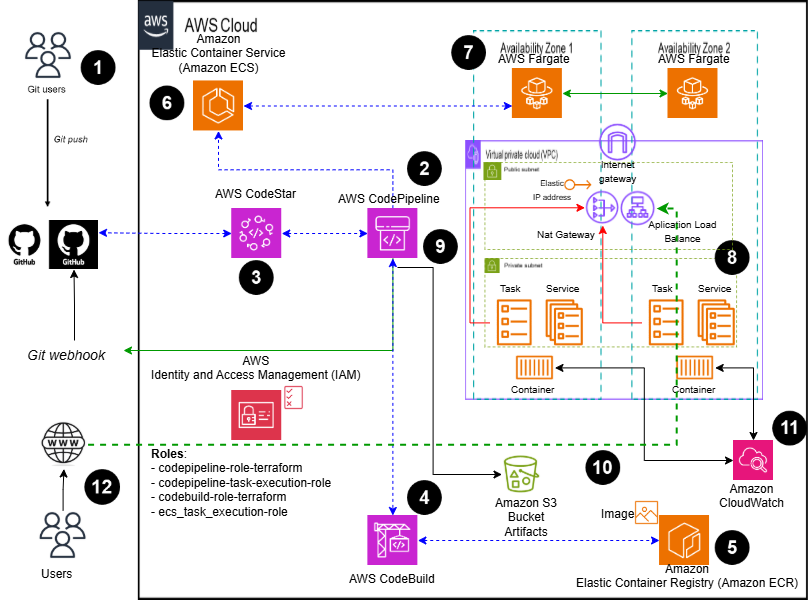 aws
AWS Cloud
Git users
1
Git push
GitHub
GitHub
Git webhook
WWW
12
Users
Amazon
Elastic Container Service
(Amazon ECS)
6
2
AWS CodeStar
3
AWS CodePipeline
9
AWS
Identity and Access Management (IAM)
Roles:
- codepipeline-role-terraform
- codepipeline-task-execution-role
- codebuild-role-terraform
- ecs_task_execution-role
4
AWS CodeBuild
Amazon S3
Bucket
Artifacts
10
Image
5
Amazon
Elastic Container Registry (Amazon ECR)
7
Availability Zone 1
AWS Fargate
Availability Zone 2
AWS Fargate
Virtual private cloud(VPC)
Internet
gateway
Public subnet
Elastic
IP address
Nat Gateway
Aplication Load
Balance
8
Private subnet
Task
Service
Task
Service
Container
Container
11
Amazon
CloudWatch